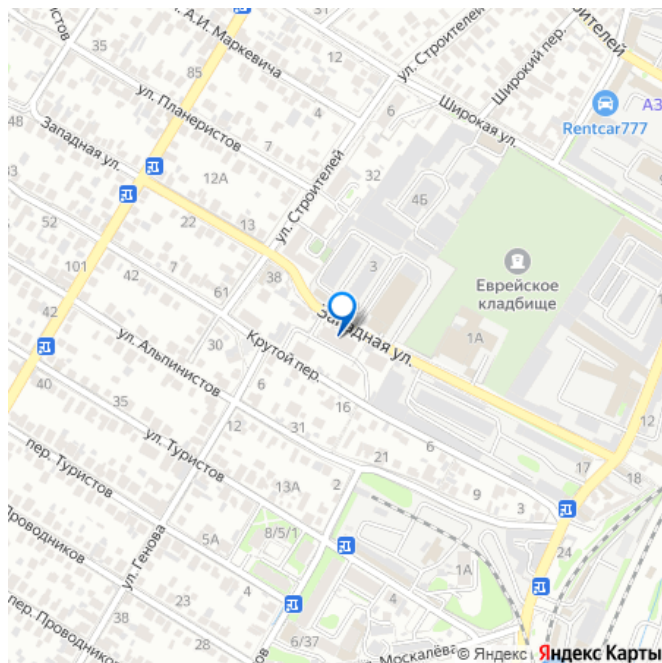 ул. А.И. Маркевича
35
12
ул. Строителей
Широкий пер.
Строителей
85
ул. Планеристов
4
6
Широкая ул.
Rentcar777
48
Западная ул.
7
12А
32
4Б
ул. Строителей
52
22
13
3
Еврейское
кладбище
101
42
7
61
38
Западная ул.
1А
42
ул. Альпинистов
30
Крутой пер.
40
35
6
16
12
ул. Туристов
12
31
6
пер. Туристов
21
17
18
13А
2
9
3
Проводников
5А
8/5/1
24
ул. Генова
1А
23
4
4
пер. Проводников
38
28
6/37
Москалёва
© Яндекс
Яндекс Карты